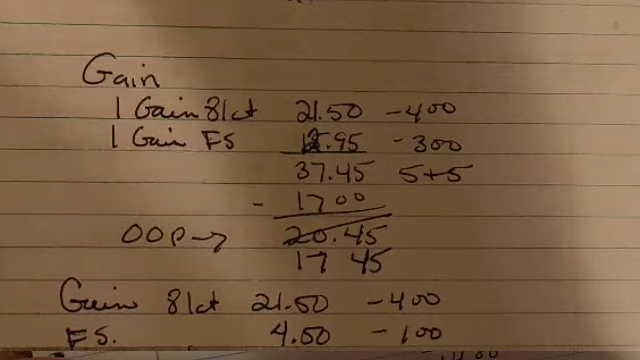 Gain
1 Gain 81ct 21.50 -400
1 Gain FS 15.95 -300
37.45 5+5
- 17 00
OOP → 20.45
17 45
Gain 81ct 21.50 -400
FS. 4.50 -100